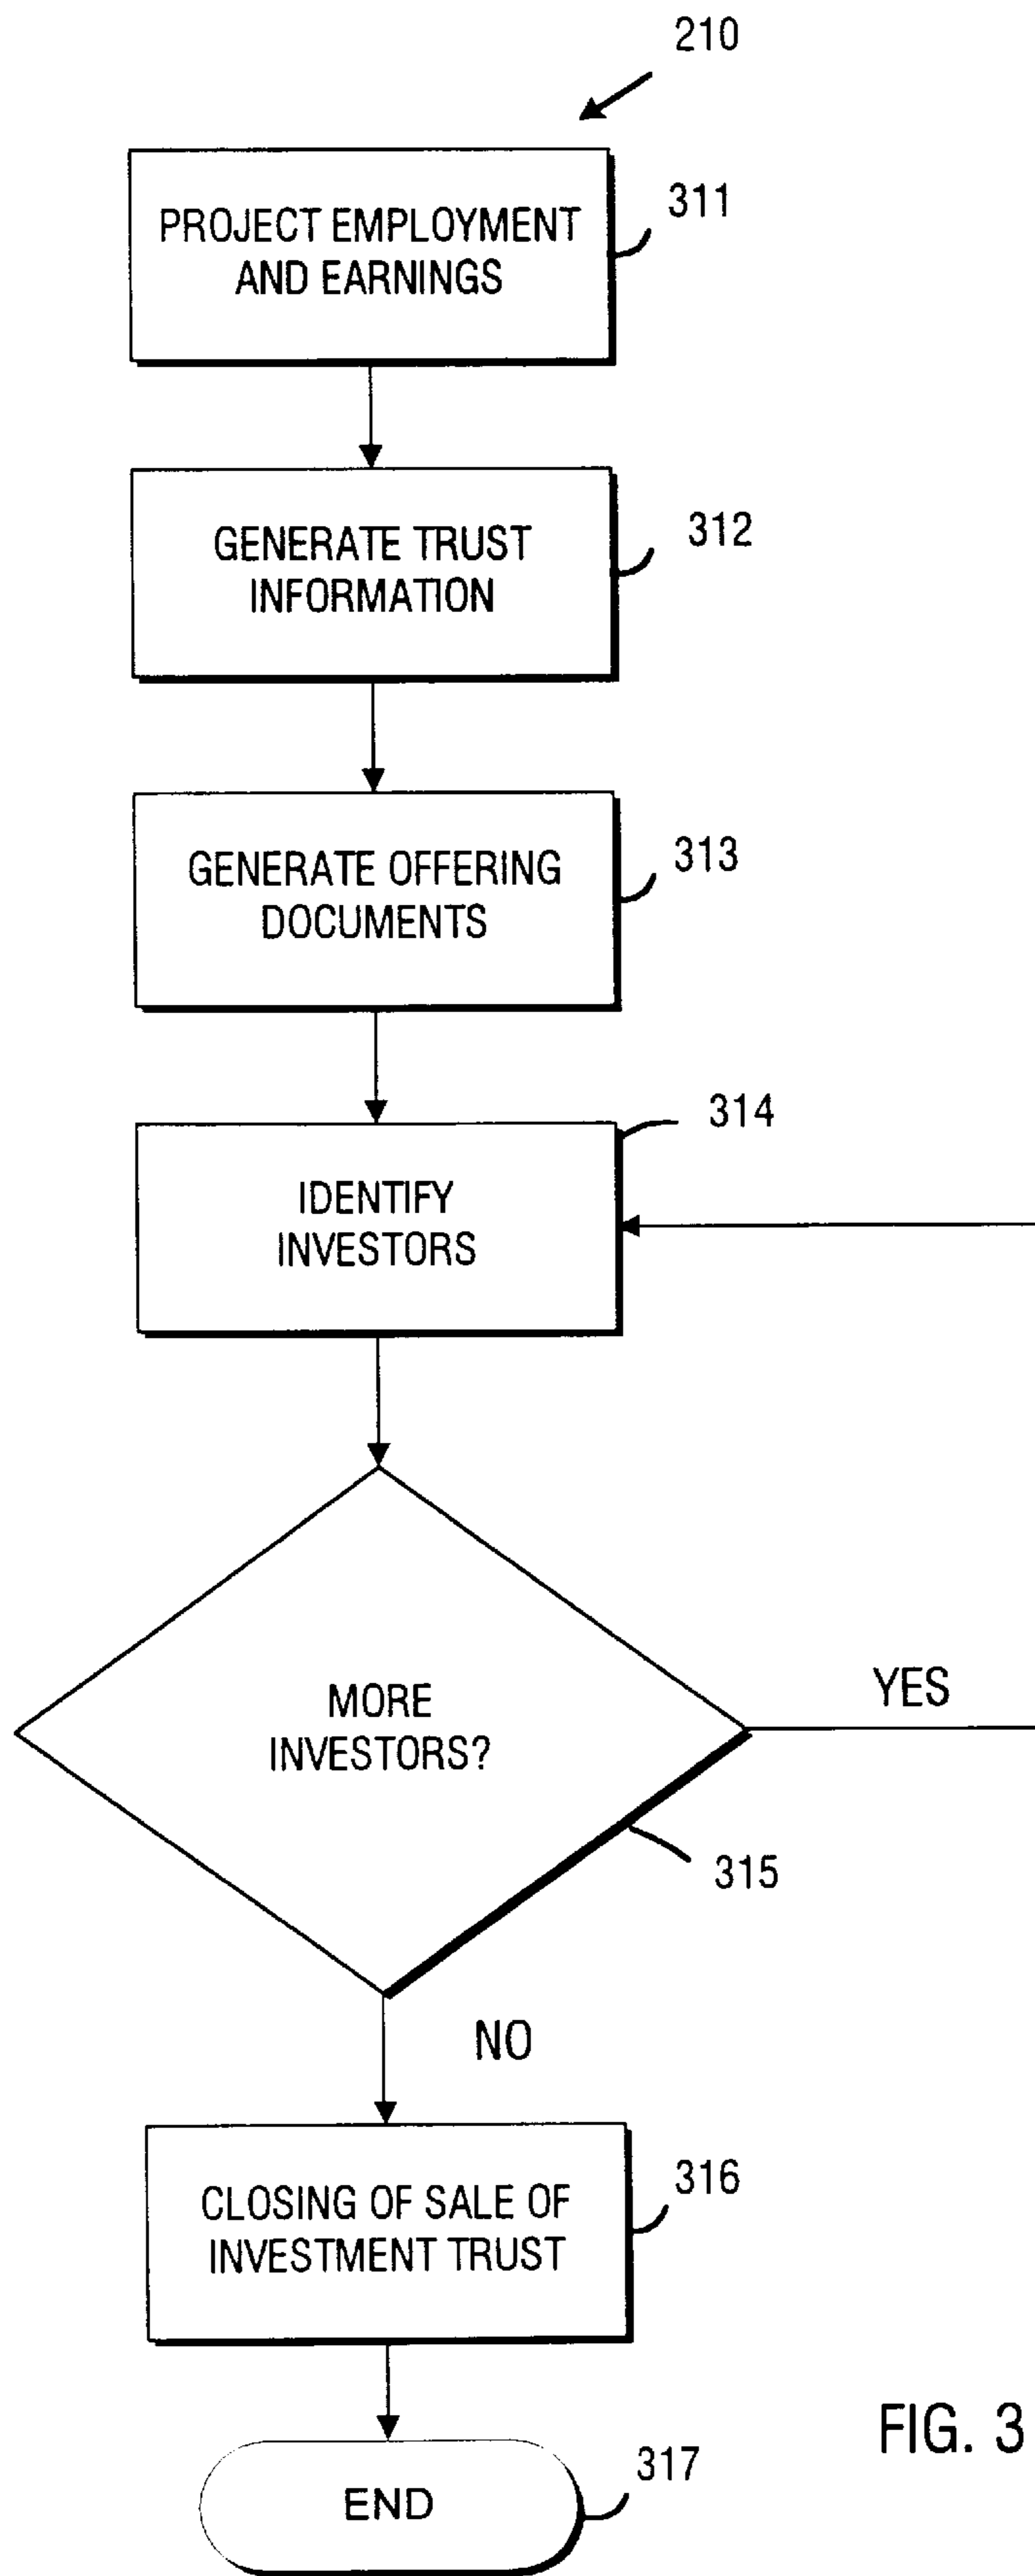 210
PROJECT EMPLOYMENT
AND EARNINGS
311
GENERATE TRUST
INFORMATION
312
GENERATE OFFERING
DOCUMENTS
313
314
IDENTIFY
INVESTORS
MORE
INVESTORS?
YES
315
NO
CLOSING OF SALE OF
INVESTMENT TRUST
316
END
317
FIG. 3